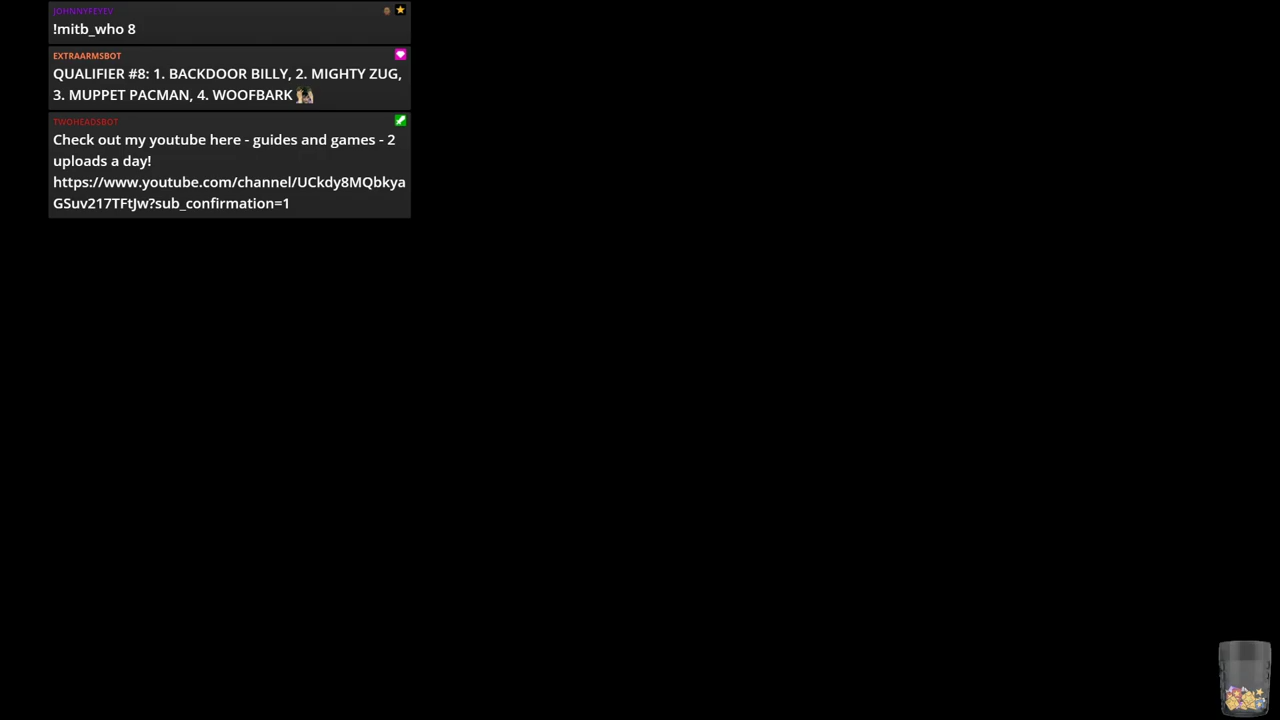 JOHNNYFEYEV
!mitb_who 8
EXTRAARMSBOT
QUALIFIER #8: 1. BACKDOOR BILLY, 2. MIGHTY ZUG,
3. MUPPET PACMAN, 4. WOOFBARK
TWOHEADSBOT
Check out my youtube here - guides and games - 2
uploads a day!
https://www.youtube.com/channel/UCkdy8MQbkya
GSuv217TFtJw?sub_confirmation=1